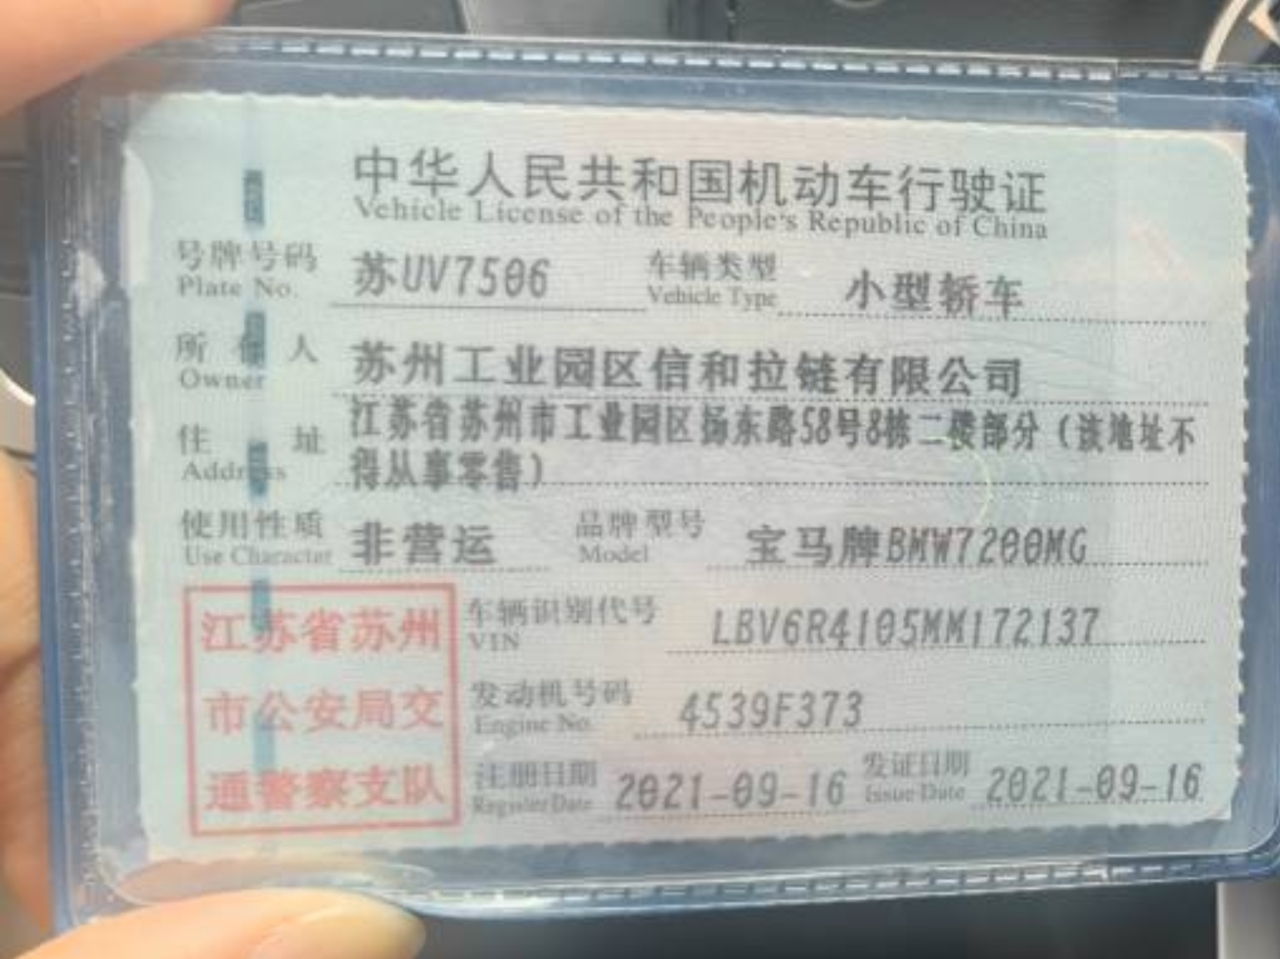 中华人民共和国机动车行驶证
Vehicle License of the People's Republic of China
号牌号码 苏UV7506 车辆类型 小型轿车
Plate No. Vehicle Type
所有人 苏州工业园区信和拉链有限公司
Owner
住址 江苏省苏州市工业园区扬东路58号8栋二楼部分（该地址不
Address 得从事零售）
使用性质 非营运 品牌型号 宝马牌BMW7200MG
Use Character Model
江苏省苏州 车辆识别代号 LBV6R4105MM172137
VIN
市公安局交 发动机号码 4539F373
Engine No.
通警察支队 注册日期 2021-09-16 发证日期 2021-09-16
Register Date Issue Date